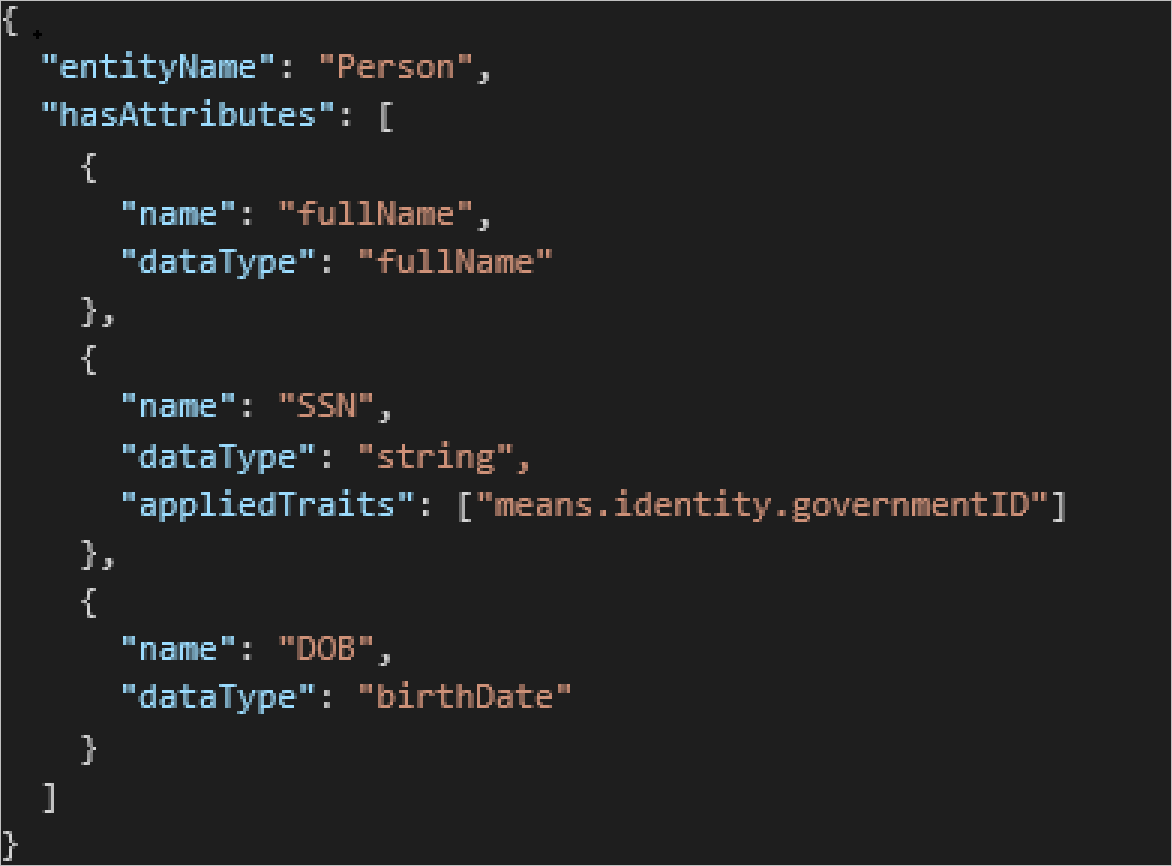 {
"entityName": "Person",
"hasAttributes": [
{
"name": "fullName",
"dataType": "fullName"
},
{
"name": "SSN",
"dataType": "string",
"appliedTraits": ["means.identity.governmentID"]
},
{
"name": "DOB",
"dataType": "birthDate"
}
]
}